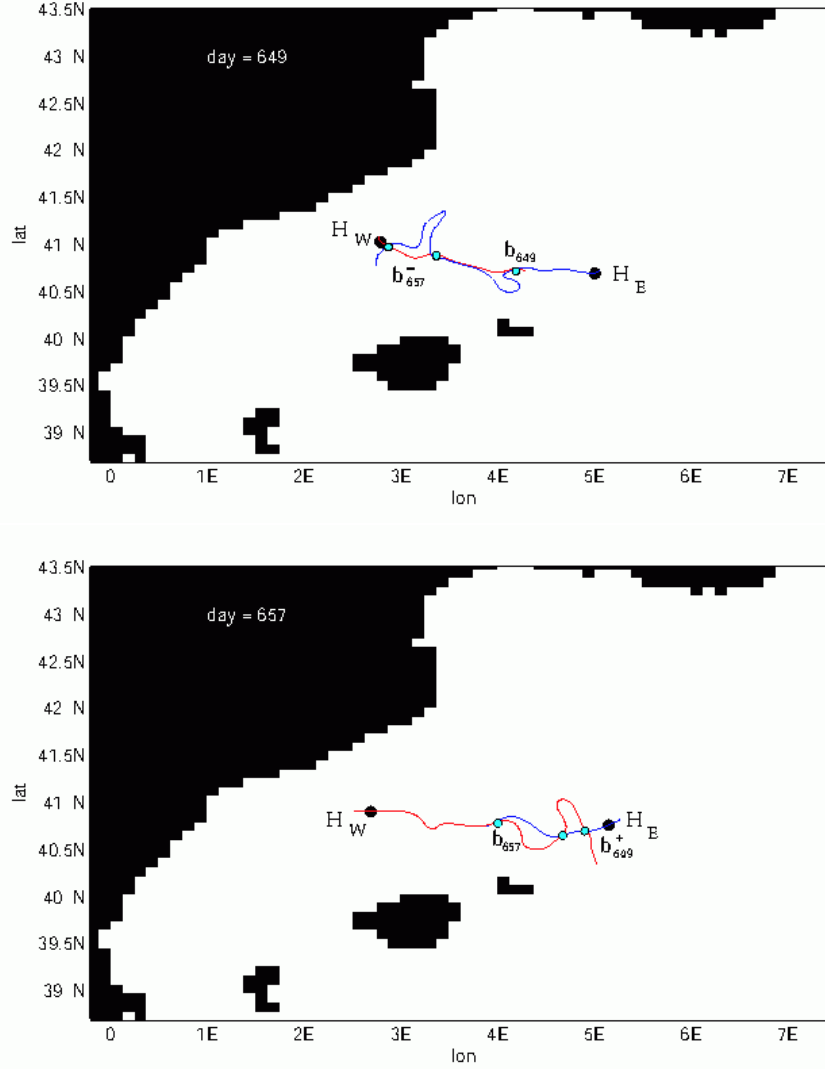 43.5N
43 N
42.5N
42 N
41.5N
41 N
40.5N
40 N
39.5N
39 N
lat
day = 649
H W
b⁻657
b649
H E
0 1E 2E 3E 4E 5E 6E 7E
lon
43.5N
43 N
42.5N
42 N
41.5N
41 N
40.5N
40 N
39.5N
39 N
lat
day = 657
H W
b657
b⁺649
H E
0 1E 2E 3E 4E 5E 6E 7E
lon